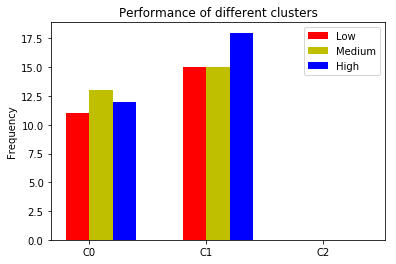 Performance of different clusters
Low
Medium
High
17.5
15.0
12.5
10.0
7.5
5.0
2.5
0.0
Frequency
C0 C1 C2